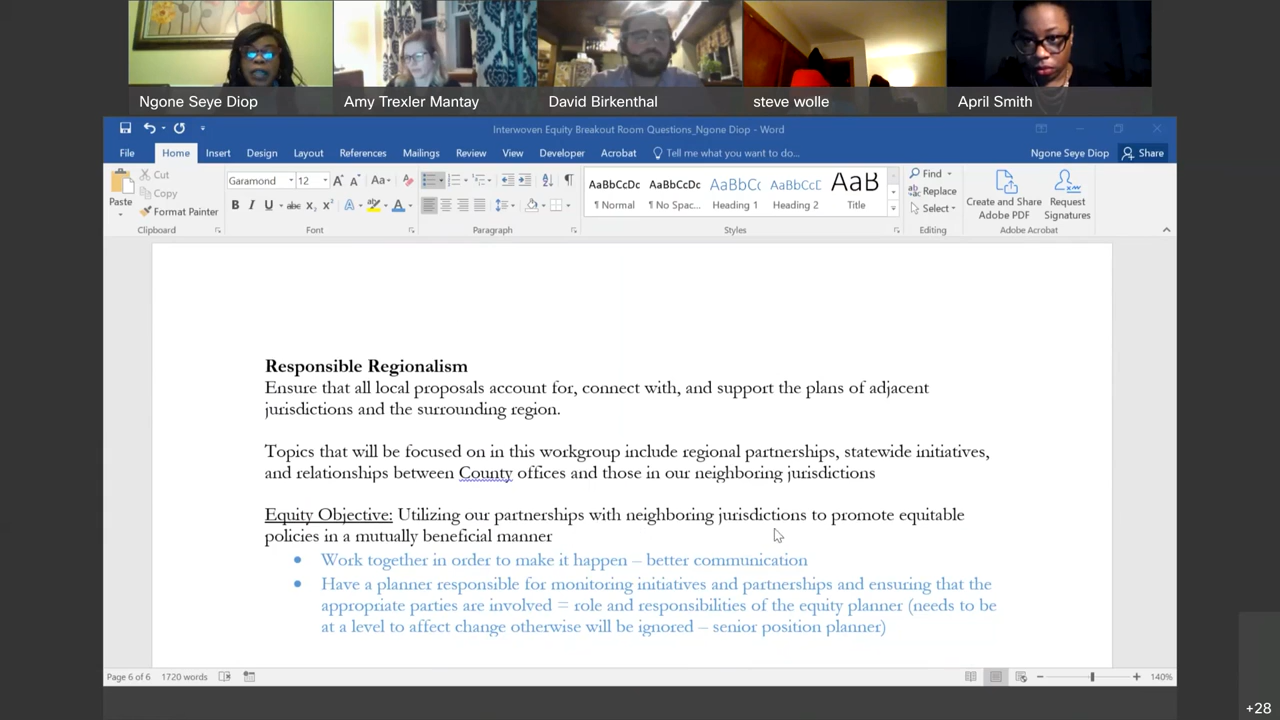 Ngone Seye Diop
Amy Trexler Mantay
David Birkenthal
steve wolle
April Smith
Interwoven Equity Breakout Room Questions_Ngone Diop - Word
File Home Insert Design Layout References Mailings Review View Developer Acrobat Tell me what you want to do... Ngone Seye Diop Share
Paste
Cut
Copy
Format Painter
Clipboard
Garamond 12
B I U abc X₂ X²
Font
Paragraph
AaBbCcDc AaBbCcDc AaBbC( AaBbCcD AaB
¶ Normal ¶ No Spac... Heading 1 Heading 2 Title
Styles
Find
Replace
Select
Editing
Create and Share
Adobe PDF
Request
Signatures
Adobe Acrobat
Responsible Regionalism
Ensure that all local proposals account for, connect with, and support the plans of adjacent
jurisdictions and the surrounding region.
Topics that will be focused on in this workgroup include regional partnerships, statewide initiatives,
and relationships between County offices and those in our neighboring jurisdictions
Equity Objective: Utilizing our partnerships with neighboring jurisdictions to promote equitable
policies in a mutually beneficial manner
• Work together in order to make it happen – better communication
• Have a planner responsible for monitoring initiatives and partnerships and ensuring that the
appropriate parties are involved = role and responsibilities of the equity planner (needs to be
at a level to affect change otherwise will be ignored – senior position planner)
Page 6 of 6 1720 words
140%
+28